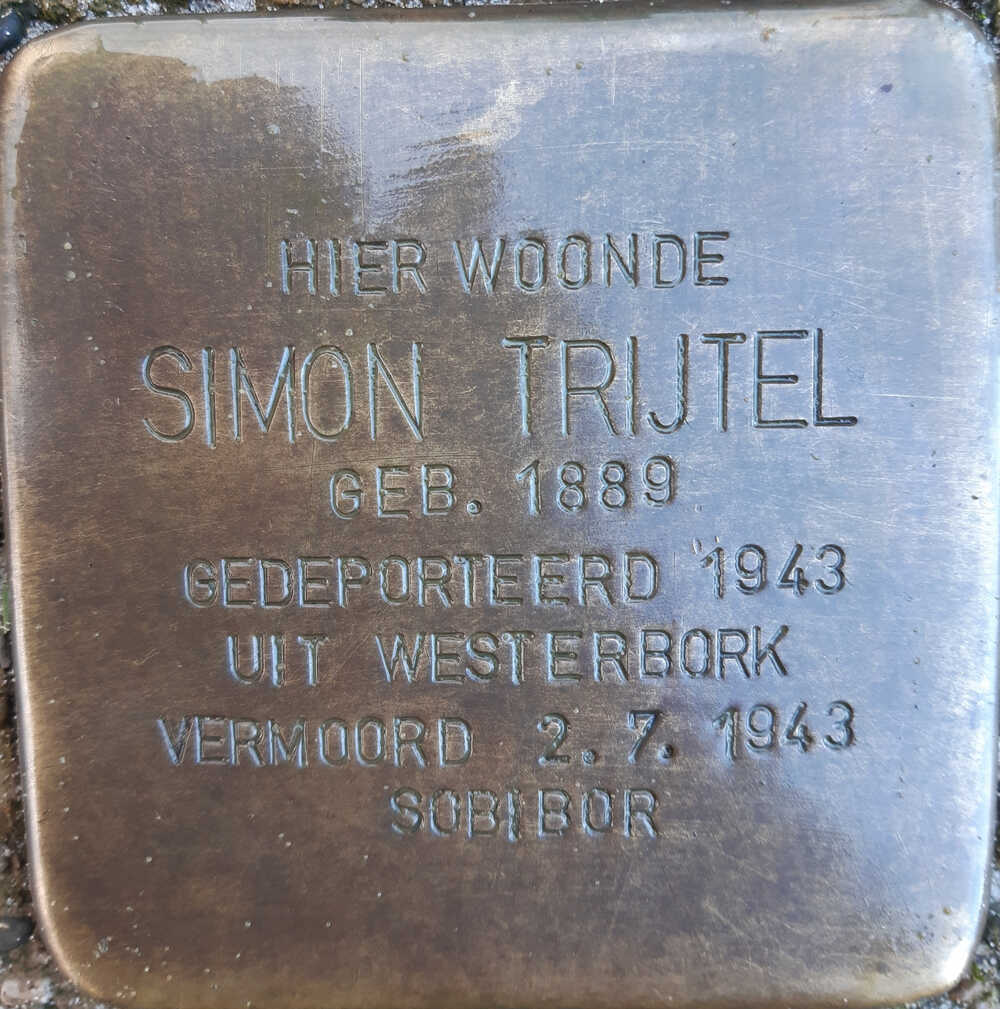 HIER WOONDE
SIMON TRIJTEL
GEB. 1889
GEDEPORTEERD 1943
UIT WESTERBORK
VERMOORD 2.7.1943
SOBIBOR